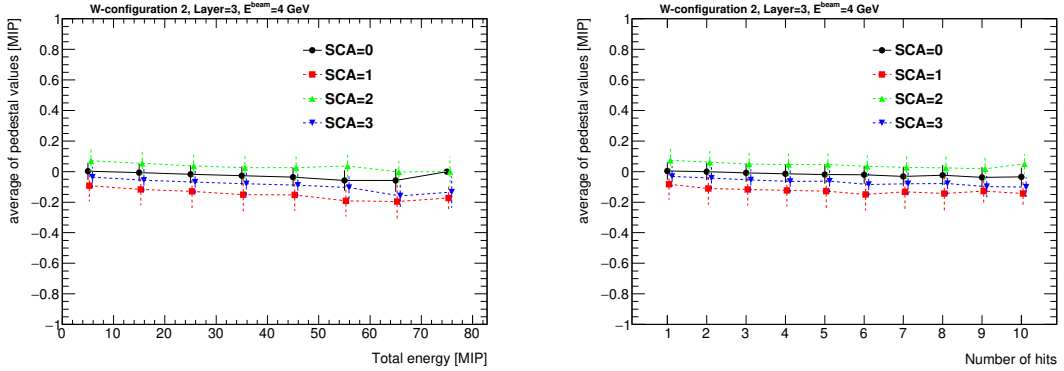 W-configuration 2, Layer=3, E^beam=4 GeV
average of pedestal values [MIP]
1
0.8
0.6
0.4
0.2
0
−0.2
−0.4
−0.6
−0.8
−1
SCA=0
SCA=1
SCA=2
SCA=3
0 10 20 30 40 50 60 70 80
Total energy [MIP]
W-configuration 2, Layer=3, E^beam=4 GeV
average of pedestal values [MIP]
1
0.8
0.6
0.4
0.2
0
−0.2
−0.4
−0.6
−0.8
−1
SCA=0
SCA=1
SCA=2
SCA=3
1 2 3 4 5 6 7 8 9 10
Number of hits